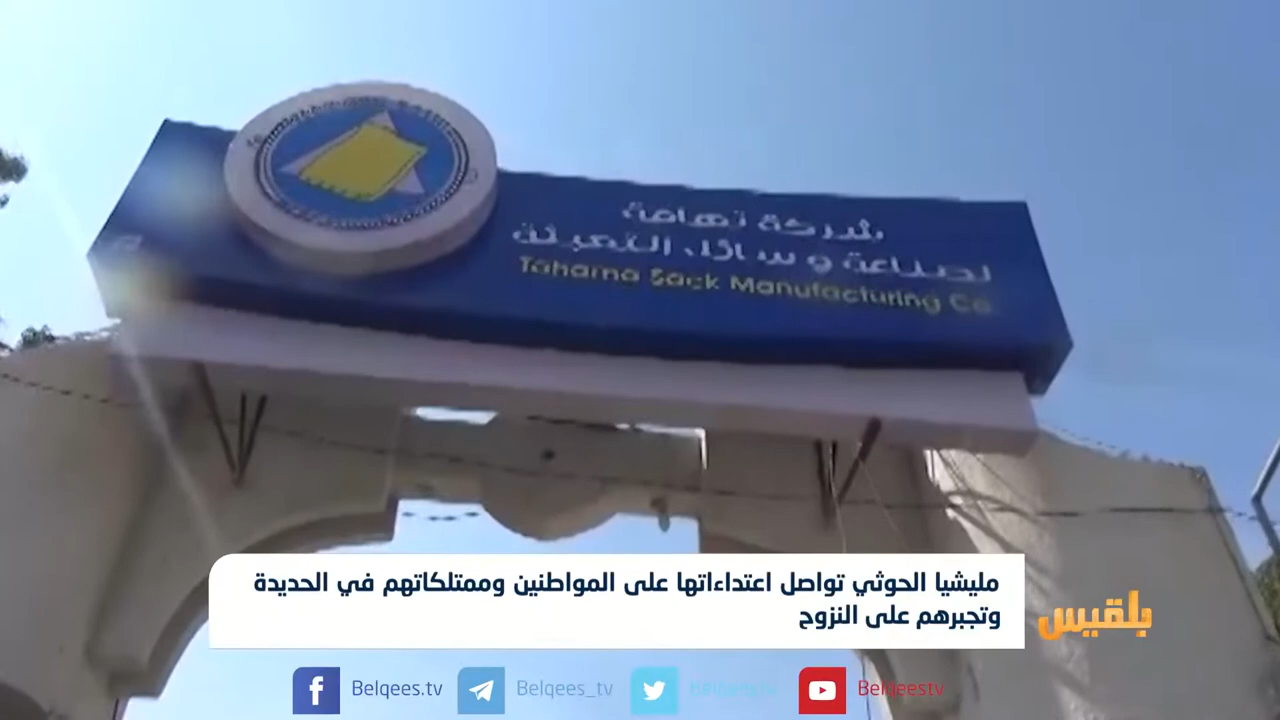 شركة تهامة
لصناعة وسائل التعبئة
Tahama Sack Manufacturing Co
مليشيا الحوثي تواصل اعتداءاتها على المواطنين وممتلكاتهم في الحديدة
وتجبرهم على النزوح
بلقيس
Belqees.tv
Belqees_tv
Belqeestv